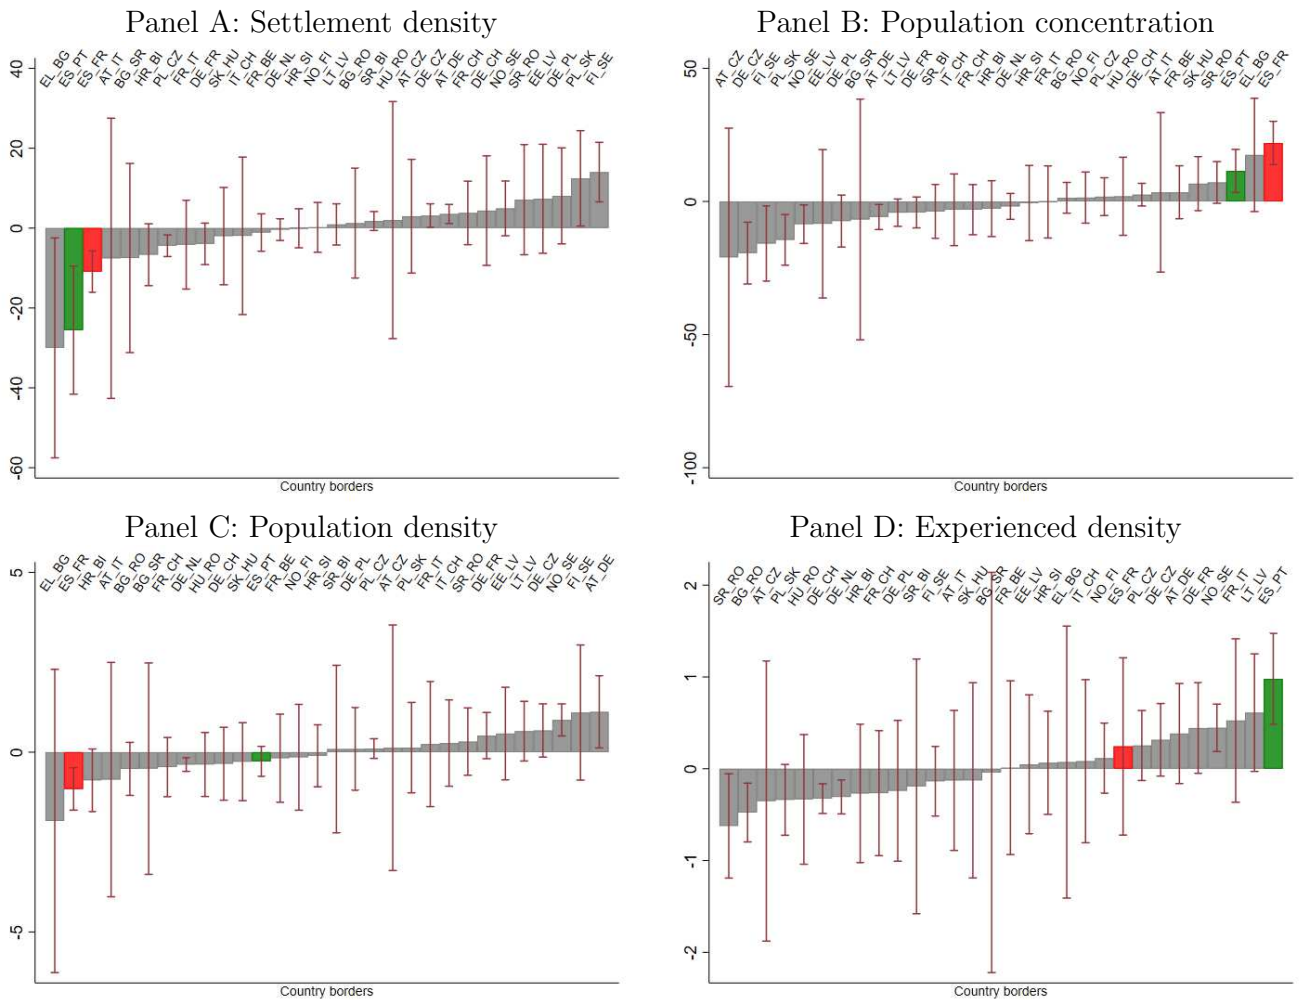 Panel A: Settlement density
EL_BG ES_PT ES_FR AT_IT BG_SR HR_BI PL_CZ FR_IT DE_FR SK_HU IT_CH FR_BE DE_NL HR_SI NO_FI LT_LV BG_RO SR_BI HU_RO AT_CZ DE_CZ AT_DE FR_CH DE_CH NO_SE SR_RO EE_LV DE_PL PL_SK FI_SE
40
20
0
-20
-40
-60
Country borders
Panel B: Population concentration
AT_CZ DE_CZ FI_SE PL_SK NO_SE EE_LV DE_PL BG_SR AT_DE LT_LV DE_FR SR_BI IT_CH FR_CH HR_BI DE_NL HR_SI FR_IT BG_RO NO_FI PL_CZ HU_RO DE_CH AT_IT FR_BE SK_HU SR_RO ES_PT EL_BG ES_FR
50
0
-50
-100
Country borders
Panel C: Population density
EL_BG ES_FR HR_BI AT_IT BG_RO BG_SR FR_CH DE_NL HU_RO DE_CH SK_HU ES_PT FR_BE NO_FI HR_SI SR_BI DE_PL PL_CZ AT_CZ PL_SK FR_IT IT_CH SR_RO DE_FR EE_LV LT_LV DE_CZ NO_SE FI_SE AT_DE
5
0
-5
Country borders
Panel D: Experienced density
SR_RO BG_RO AT_CZ PL_SK HU_RO DE_CH DE_NL HR_BI FR_CH DE_PL SR_BI FI_SE AT_IT SK_HU BG_SR FR_BE EE_LV HR_SI EL_BG IT_CH NO_FI ES_FR PL_CZ DE_CZ AT_DE DE_FR NO_SE FR_IT LT_LV ES_PT
2
1
0
-1
-2
Country borders